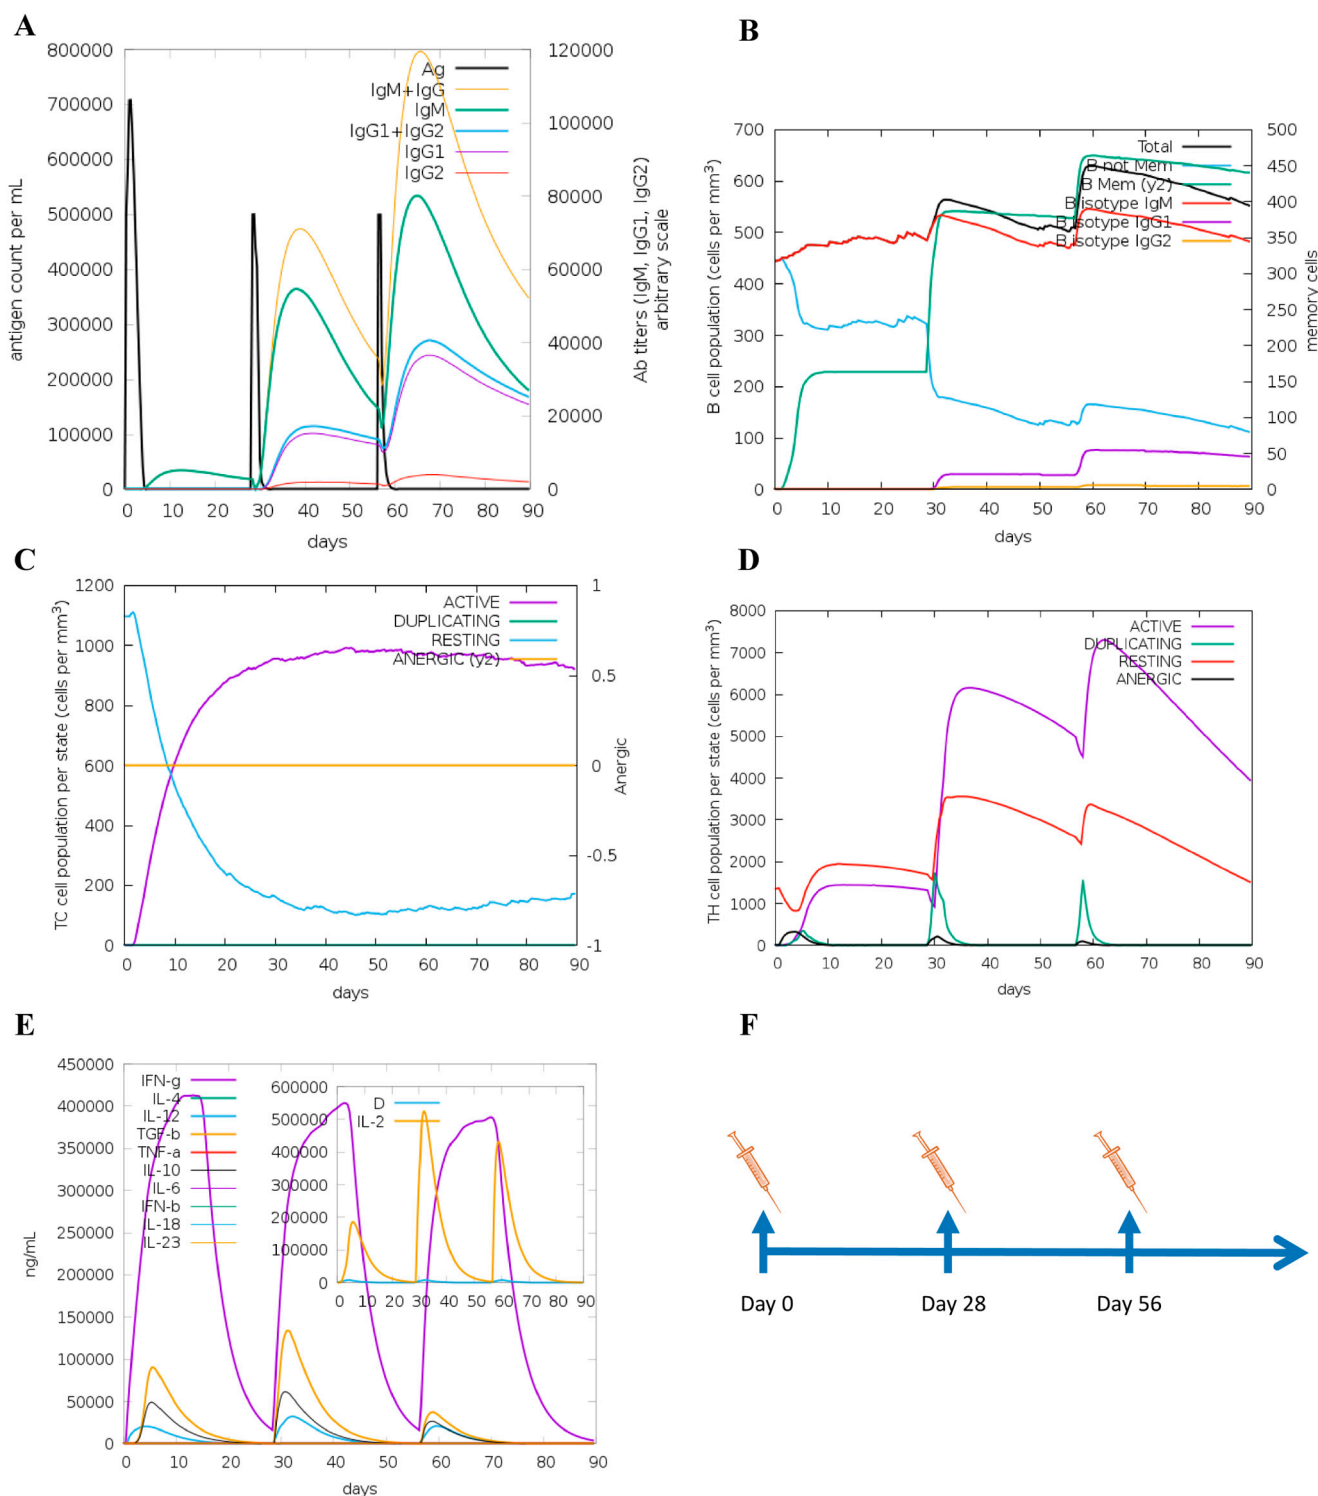 A
800000
700000
600000
500000
400000
300000
200000
100000
0
antigen count per mL
0 10 20 30 40 50 60 70 80 90
days
120000
100000
80000
60000
40000
20000
0
Ab titers (IgM, IgG1, IgG2)
arbitrary scale
Ag
IgM+IgG
IgM
IgG1+IgG2
IgG1
IgG2
B
700
600
500
400
300
200
100
0
B cell population (cells per mm³)
0 10 20 30 40 50 60 70 80 90
days
500
450
400
350
300
250
200
150
100
50
0
memory cells
Total
B not Mem
B Mem (y2)
B isotype IgM
B isotype IgG1
B isotype IgG2
C
1200
1000
800
600
400
200
0
TC cell population per state (cells per mm³)
0 10 20 30 40 50 60 70 80 90
days
1
0.5
0
-0.5
-1
Anergic
ACTIVE
DUPLICATING
RESTING
ANERGIC (y2)
D
8000
7000
6000
5000
4000
3000
2000
1000
0
TH cell population per state (cells per mm³)
0 10 20 30 40 50 60 70 80 90
days
ACTIVE
DUPLICATING
RESTING
ANERGIC
E
450000
400000
350000
300000
250000
200000
150000
100000
50000
0
ng/mL
0 10 20 30 40 50 60 70 80 90
days
IFN-g
IL-4
IL-12
TGF-b
TNF-a
IL-10
IL-6
IFN-b
IL-18
IL-23
600000
500000
400000
300000
200000
100000
0
0 10 20 30 40 50 60 70 80 90
D
IL-2
F
Day 0
Day 28
Day 56